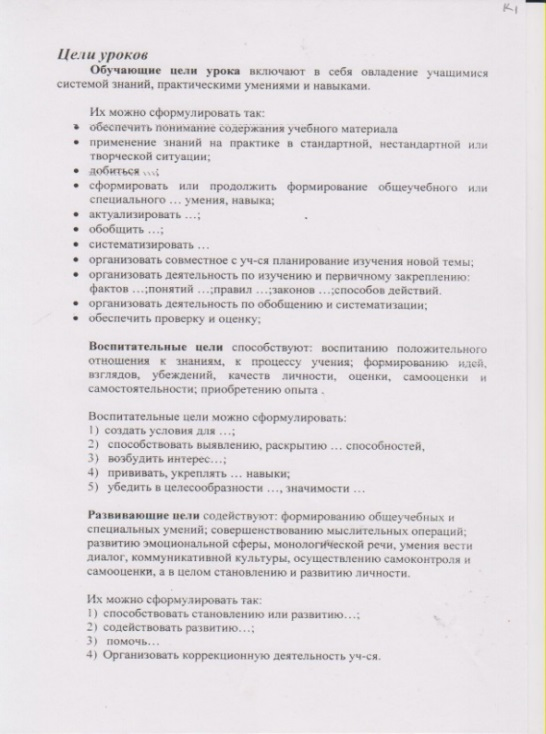 К1
Цели уроков
Обучающие цели урока включают в себя овладение учащимися
системой знаний, практическими умениями и навыками.
Их можно сформулировать так:
• обеспечить понимание содержания учебного материала
• применение знаний на практике в стандартной, нестандартной или
творческой ситуации;
• добиться …;
• сформировать или продолжить формирование общеучебного или
специального … умения, навыка;
• актуализировать …;
• обобщить …;
• систематизировать …
• организовать совместное с уч-ся планирование изучения новой темы;
• организовать деятельность по изучению и первичному закреплению:
фактов …;понятий …;правил …;законов …;способов действий.
• организовать деятельность по обобщению и систематизации;
• обеспечить проверку и оценку;
Воспитательные цели способствуют: воспитанию положительного
отношения к знаниям, к процессу учения; формированию идей,
взглядов, убеждений, качеств личности, оценки, самооценки и
самостоятельности; приобретению опыта .
Воспитательные цели можно сформулировать:
1) создать условия для …;
2) способствовать выявлению, раскрытию … способностей,
3) возбудить интерес…;
4) прививать, укреплять … навыки;
5) убедить в целесообразности …, значимости …
Развивающие цели содействуют: формированию общеучебных и
специальных умений; совершенствованию мыслительных операций;
развитию эмоциональной сферы, монологической речи, умения вести
диалог, коммуникативной культуры, осуществлению самоконтроля и
самооценки, а в целом становлению и развитию личности.
Их можно сформулировать так:
1) способствовать становлению или развитию…;
2) содействовать развитию…;
3) помочь…
4) Организовать коррекционную деятельность уч-ся.